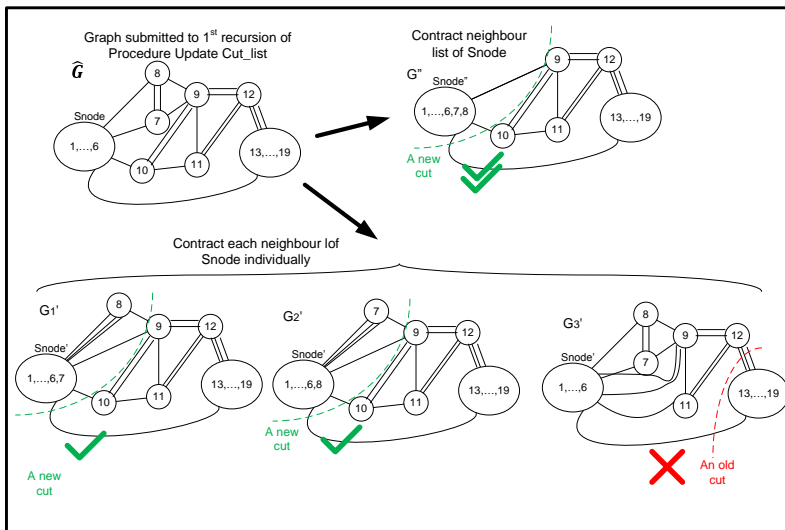 Graph submitted to 1st recursion of
Procedure Update Cut_list
Ĝ
8
9
12
Snode
7
1,...,6
13,...,19
10
11
Contract neighbour
list of Snode
G"
9
12
Snode"
1,...,6,7,8
13,...,19
10
11
A new
cut
Contract each neighbour lof
Snode individually
G1'
8
9
12
Snode'
1,...,6,7
13,...,19
10
11
A new
cut
G2'
7
9
12
Snode'
1,...,6,8
13,...,19
10
11
A new
cut
G3'
8
9
12
Snode'
7
1,...,6
13,...,19
11
An old
cut